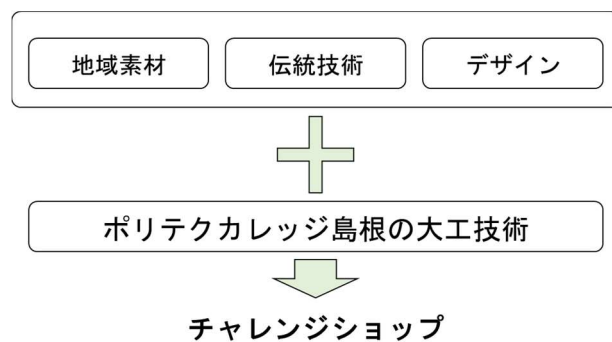 地域素材
伝統技術
デザイン
ポリテクカレッジ島根の大工技術
チャレンジショップ